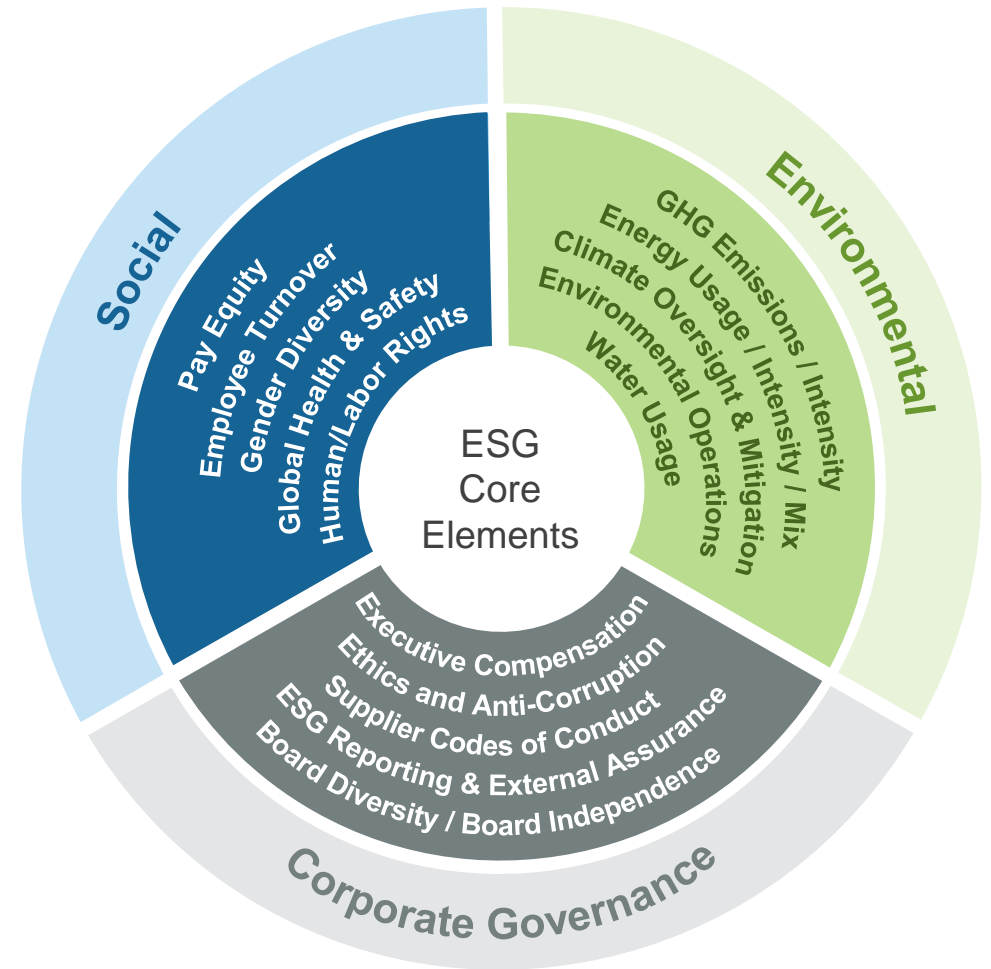 Social
Pay Equity
Employee Turnover
Gender Diversity
Global Health & Safety
Human/Labor Rights
Environmental
GHG Emissions / Intensity
Energy Usage / Intensity / Mix
Climate Oversight & Mitigation
Environmental Operations
Water Usage
ESG
Core
Elements
Executive Compensation
Ethics and Anti-Corruption
Supplier Codes of Conduct
ESG Reporting & External Assurance
Board Diversity / Board Independence
Corporate Governance